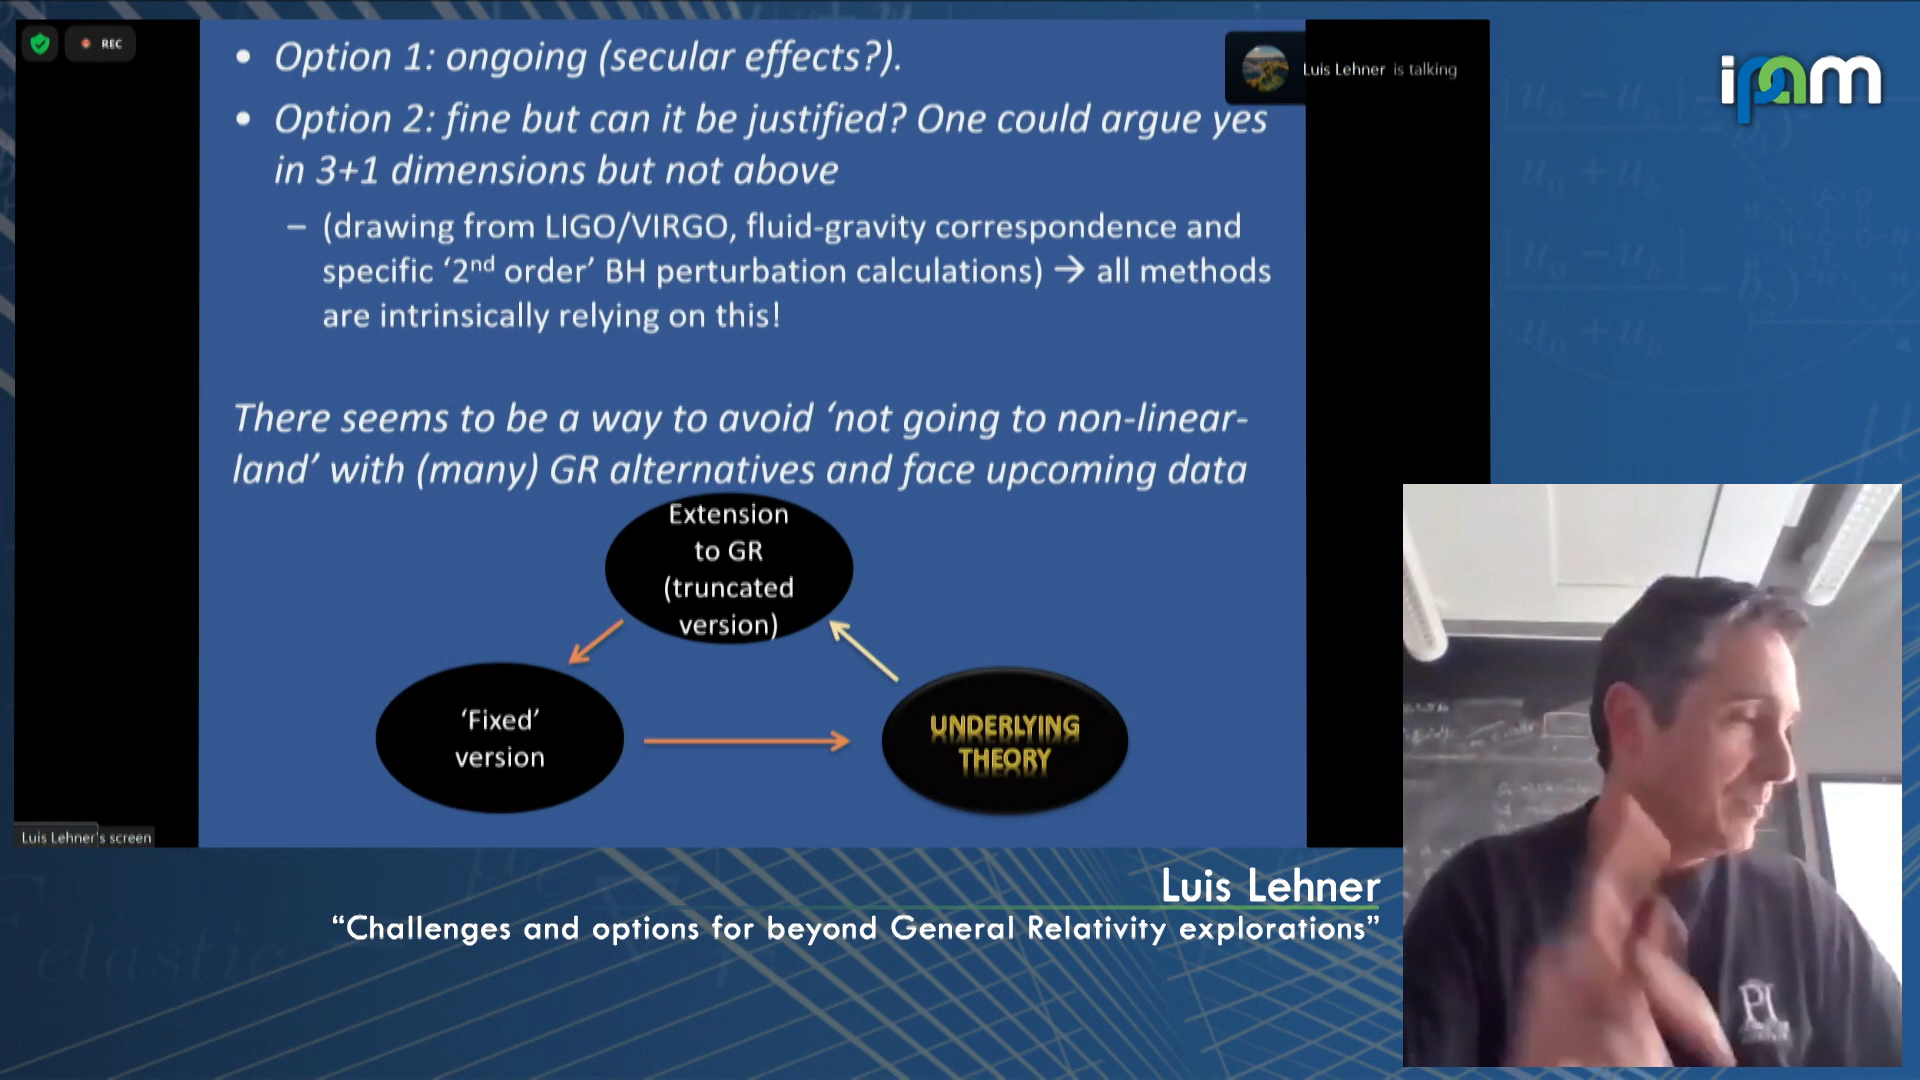 REC
• Option 1: ongoing (secular effects?).
Luis Lehner is talking
ipam
• Option 2: fine but can it be justified? One could argue yes
in 3+1 dimensions but not above
– (drawing from LIGO/VIRGO, fluid-gravity correspondence and
specific ‘2nd order’ BH perturbation calculations) → all methods
are intrinsically relying on this!
There seems to be a way to avoid ‘not going to non-linear-
land’ with (many) GR alternatives and face upcoming data
Extension
to GR
(truncated
version)
‘Fixed’
version
UNDERLYING
THEORY
Luis Lehner's screen
Luis Lehner
“Challenges and options for beyond General Relativity explorations”
elastic
PI